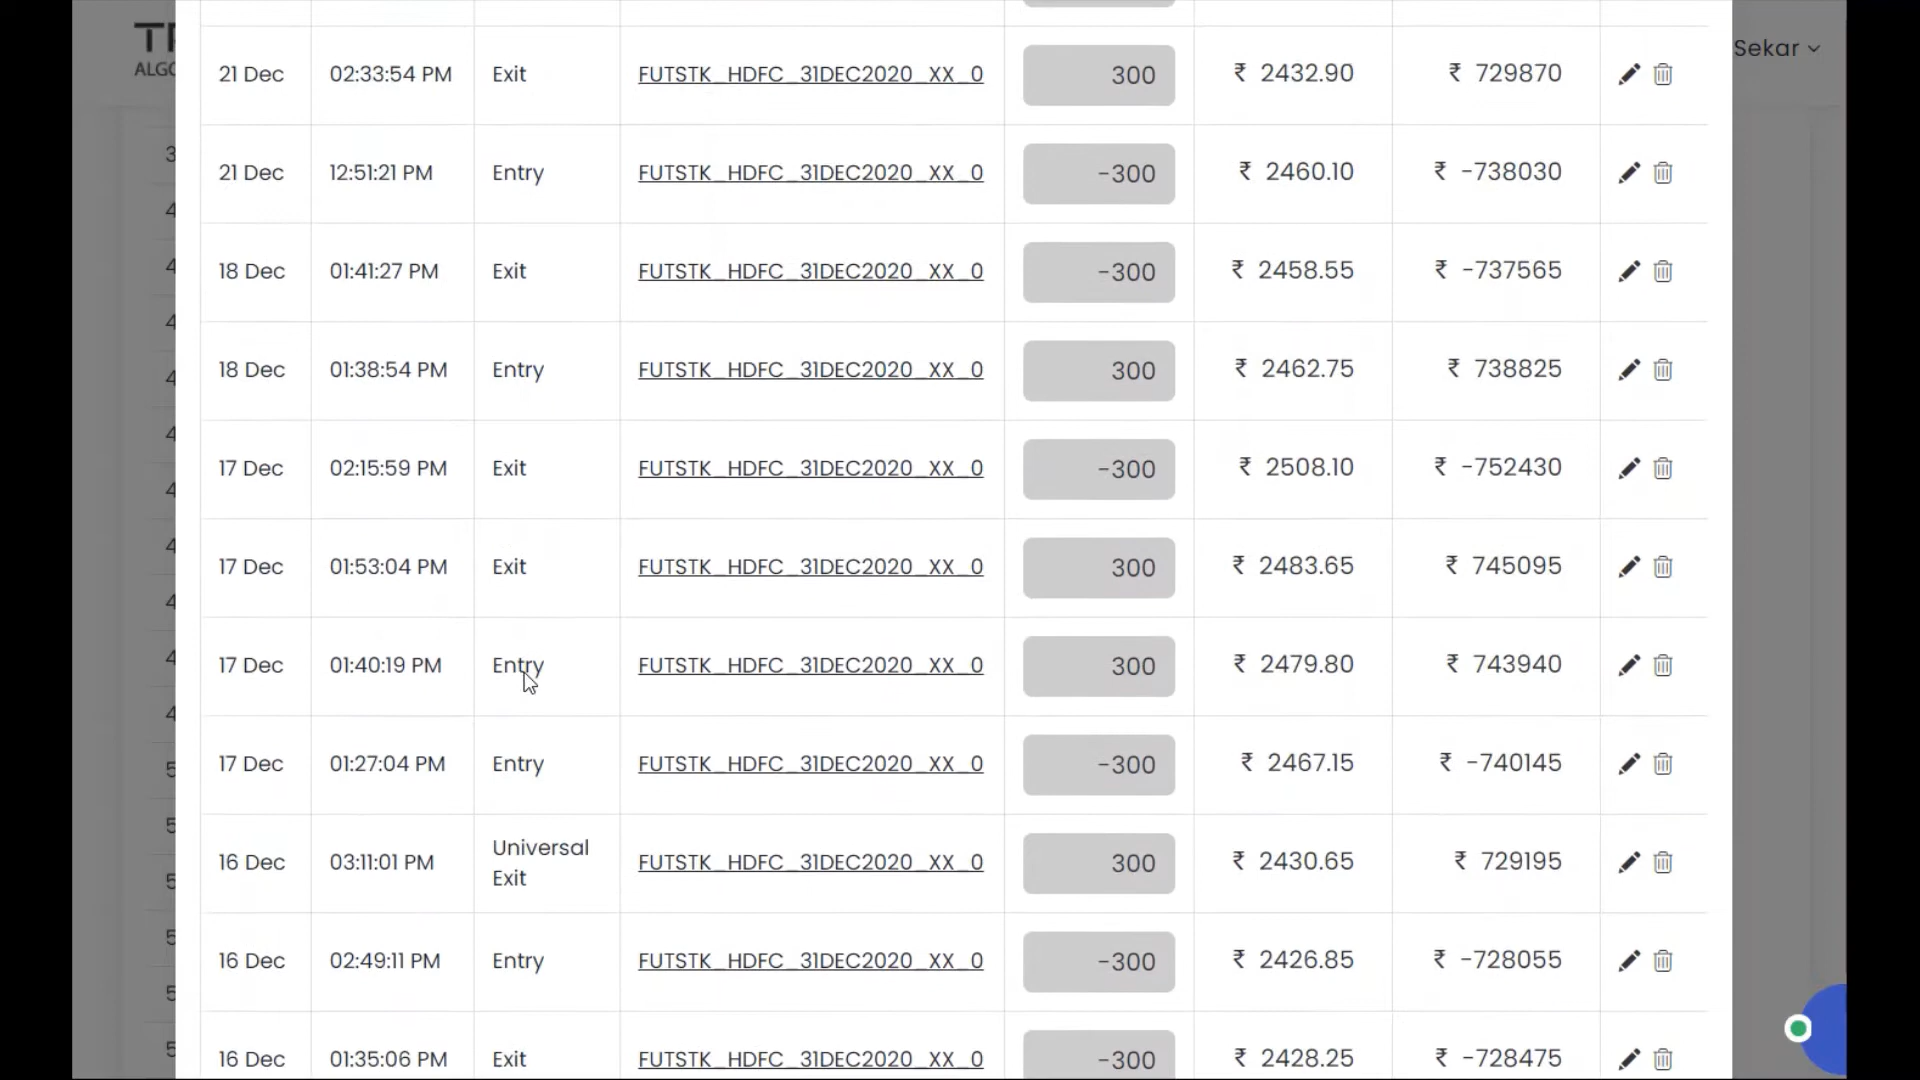 TR
ALGO
Sekar
21 Dec 02:33:54 PM Exit FUTSTK_HDFC_31DEC2020_XX_0 300 ₹ 2432.90 ₹ 729870
21 Dec 12:51:21 PM Entry FUTSTK_HDFC_31DEC2020_XX_0 -300 ₹ 2460.10 ₹ -738030
18 Dec 01:41:27 PM Exit FUTSTK_HDFC_31DEC2020_XX_0 -300 ₹ 2458.55 ₹ -737565
18 Dec 01:38:54 PM Entry FUTSTK_HDFC_31DEC2020_XX_0 300 ₹ 2462.75 ₹ 738825
17 Dec 02:15:59 PM Exit FUTSTK_HDFC_31DEC2020_XX_0 -300 ₹ 2508.10 ₹ -752430
17 Dec 01:53:04 PM Exit FUTSTK_HDFC_31DEC2020_XX_0 300 ₹ 2483.65 ₹ 745095
17 Dec 01:40:19 PM Entry FUTSTK_HDFC_31DEC2020_XX_0 300 ₹ 2479.80 ₹ 743940
17 Dec 01:27:04 PM Entry FUTSTK_HDFC_31DEC2020_XX_0 -300 ₹ 2467.15 ₹ -740145
16 Dec 03:11:01 PM Universal Exit FUTSTK_HDFC_31DEC2020_XX_0 300 ₹ 2430.65 ₹ 729195
16 Dec 02:49:11 PM Entry FUTSTK_HDFC_31DEC2020_XX_0 -300 ₹ 2426.85 ₹ -728055
16 Dec 01:35:06 PM Exit FUTSTK_HDFC_31DEC2020_XX_0 -300 ₹ 2428.25 ₹ -728475